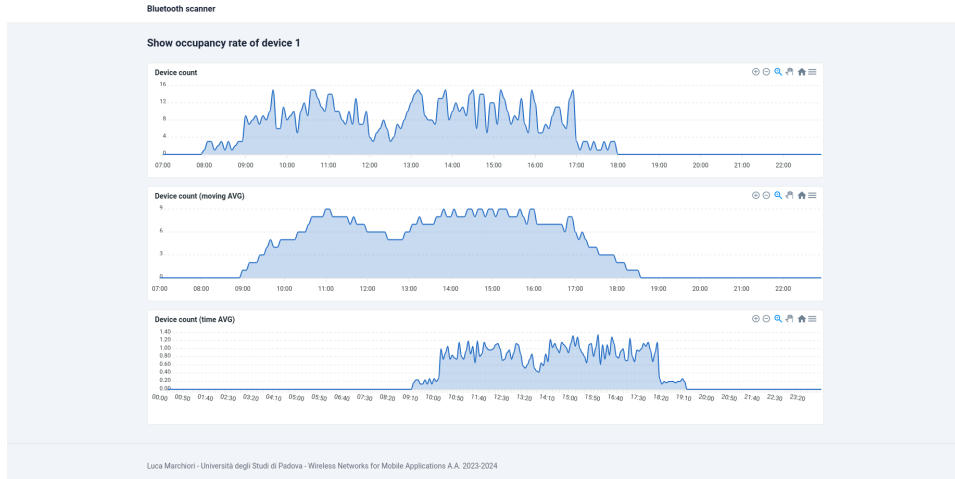 Bluetooth scanner
Show occupancy rate of device 1
Device count
16
12
8
4
0
07:00 08:00 09:00 10:00 11:00 12:00 13:00 14:00 15:00 16:00 17:00 18:00 19:00 20:00 21:00 22:00
Device count (moving AVG)
9
6
3
0
07:00 08:00 09:00 10:00 11:00 12:00 13:00 14:00 15:00 16:00 17:00 18:00 19:00 20:00 21:00 22:00
Device count (time AVG)
1.40
1.20
1.00
0.80
0.60
0.40
0.20
0.00
00:00 00:50 01:40 02:30 03:20 04:10 05:00 05:50 06:40 07:30 08:20 09:10 10:00 10:50 11:40 12:30 13:20 14:10 15:00 15:50 16:40 17:30 18:20 19:10 20:00 20:50 21:40 22:30 23:20
Luca Marchiori - Università degli Studi di Padova - Wireless Networks for Mobile Applications A.A. 2023-2024